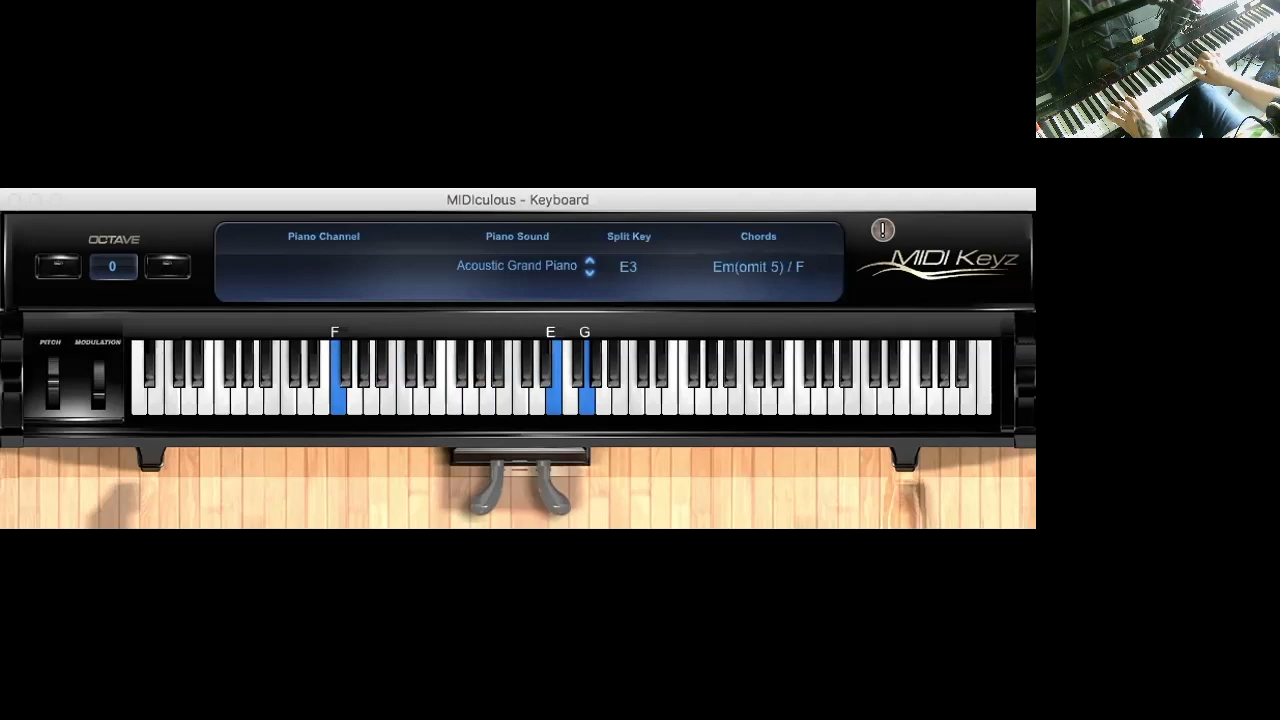 MIDIculous - Keyboard
OCTAVE
0
Piano Channel
Piano Sound
Split Key
Chords
Acoustic Grand Piano
E3
Em(omit 5) / F
!
MIDI Keyz
PITCH
MODULATION
F
E
G